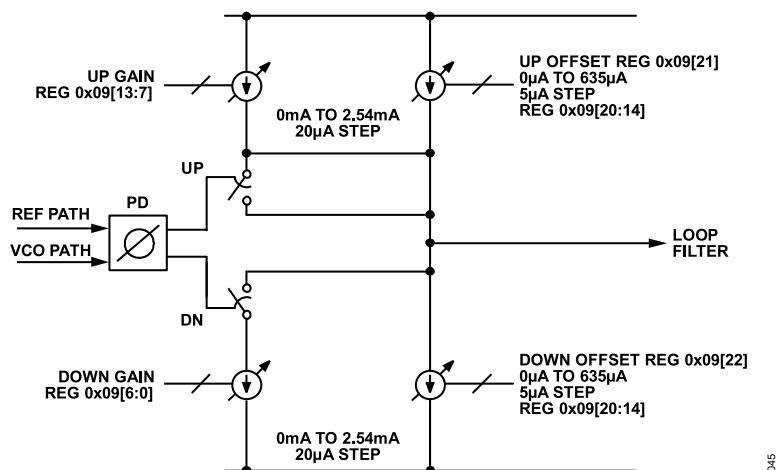 UP GAIN
REG 0x09[13:7]
UP OFFSET REG 0x09[21]
0µA TO 635µA
5µA STEP
REG 0x09[20:14]
0mA TO 2.54mA
20µA STEP
UP
PD
REF PATH
VCO PATH
LOOP
FILTER
DN
DOWN GAIN
REG 0x09[6:0]
DOWN OFFSET REG 0x09[22]
0µA TO 635µA
5µA STEP
REG 0x09[20:14]
0mA TO 2.54mA
20µA STEP
045